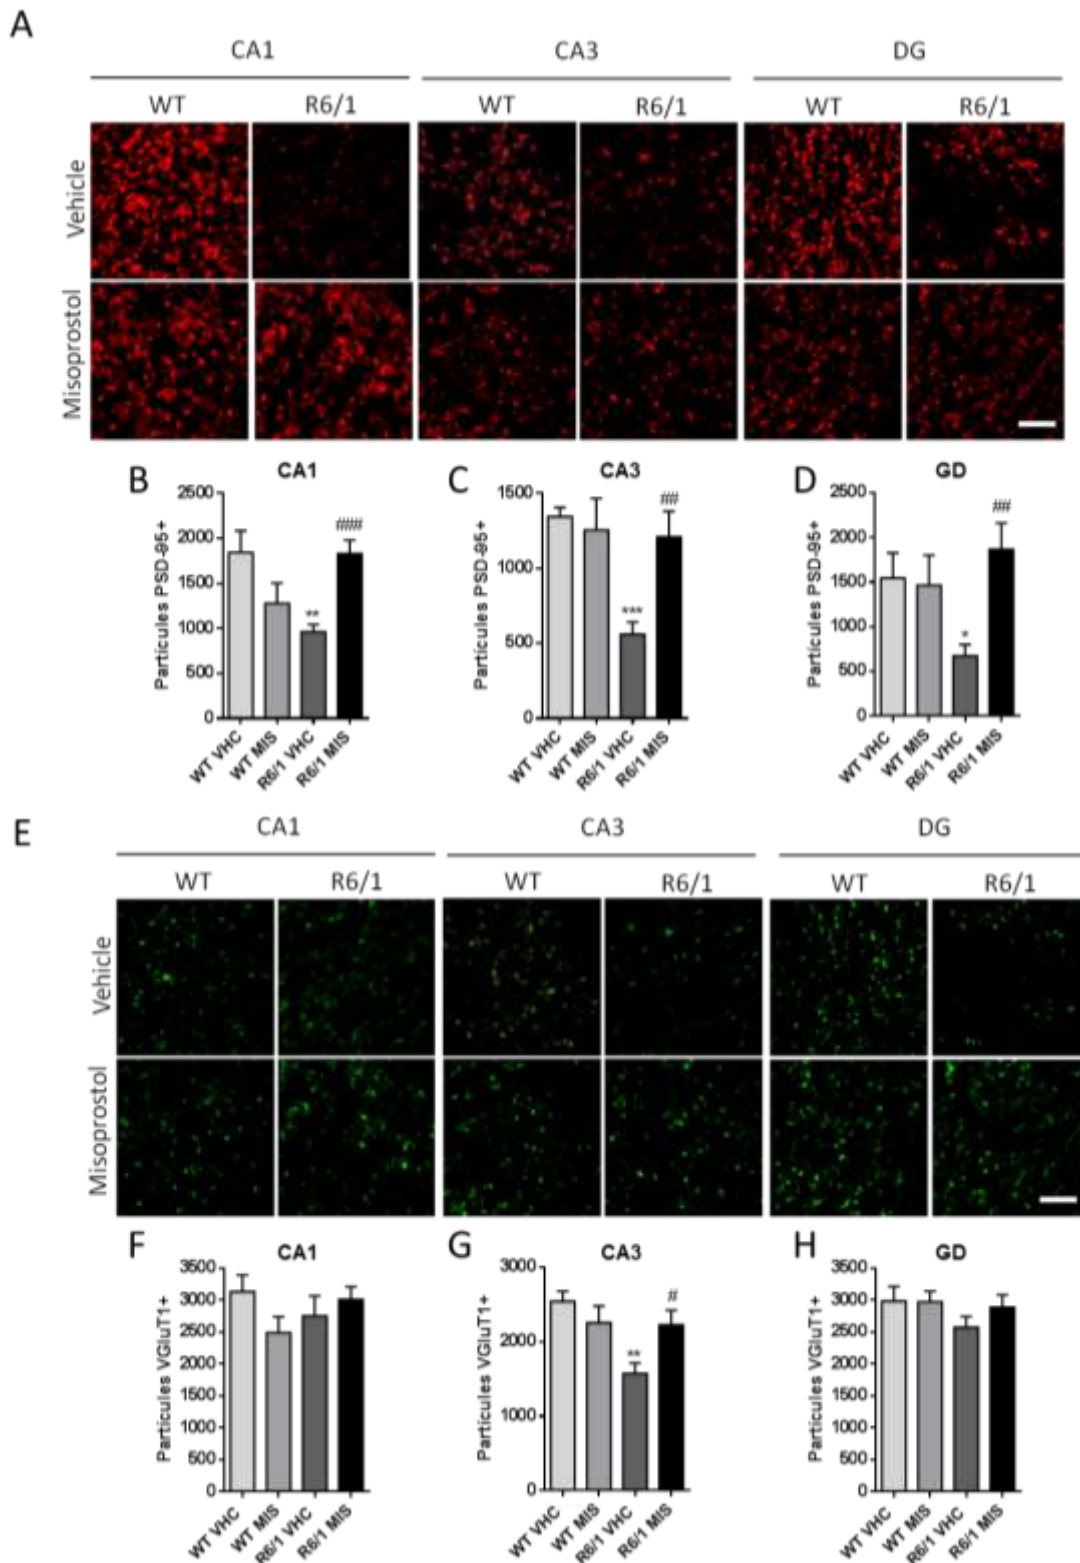 A
CA1 CA3 DG
WT R6/1 WT R6/1 WT R6/1
Vehicle
Misoprostol
B CA1
Particules PSD-95+
2500
2000
1500
1000
500
0
** ###
WT VHC WT MIS R6/1 VHC R6/1 MIS
C CA3
Particules PSD-95+
1500
1000
500
0
*** ##
WT VHC WT MIS R6/1 VHC R6/1 MIS
D GD
Particules PSD-95+
2500
2000
1500
1000
500
0
* ##
WT VHC WT MIS R6/1 VHC R6/1 MIS
E
CA1 CA3 DG
WT R6/1 WT R6/1 WT R6/1
Vehicle
Misoprostol
F CA1
Particules VGluT1+
3500
3000
2500
2000
1500
1000
500
0
WT VHC WT MIS R6/1 VHC R6/1 MIS
G CA3
Particules VGluT1+
3000
2000
1000
0
** #
WT VHC WT MIS R6/1 VHC R6/1 MIS
H GD
Particules VGluT1+
3500
3000
2500
2000
1500
1000
500
0
WT VHC WT MIS R6/1 VHC R6/1 MIS